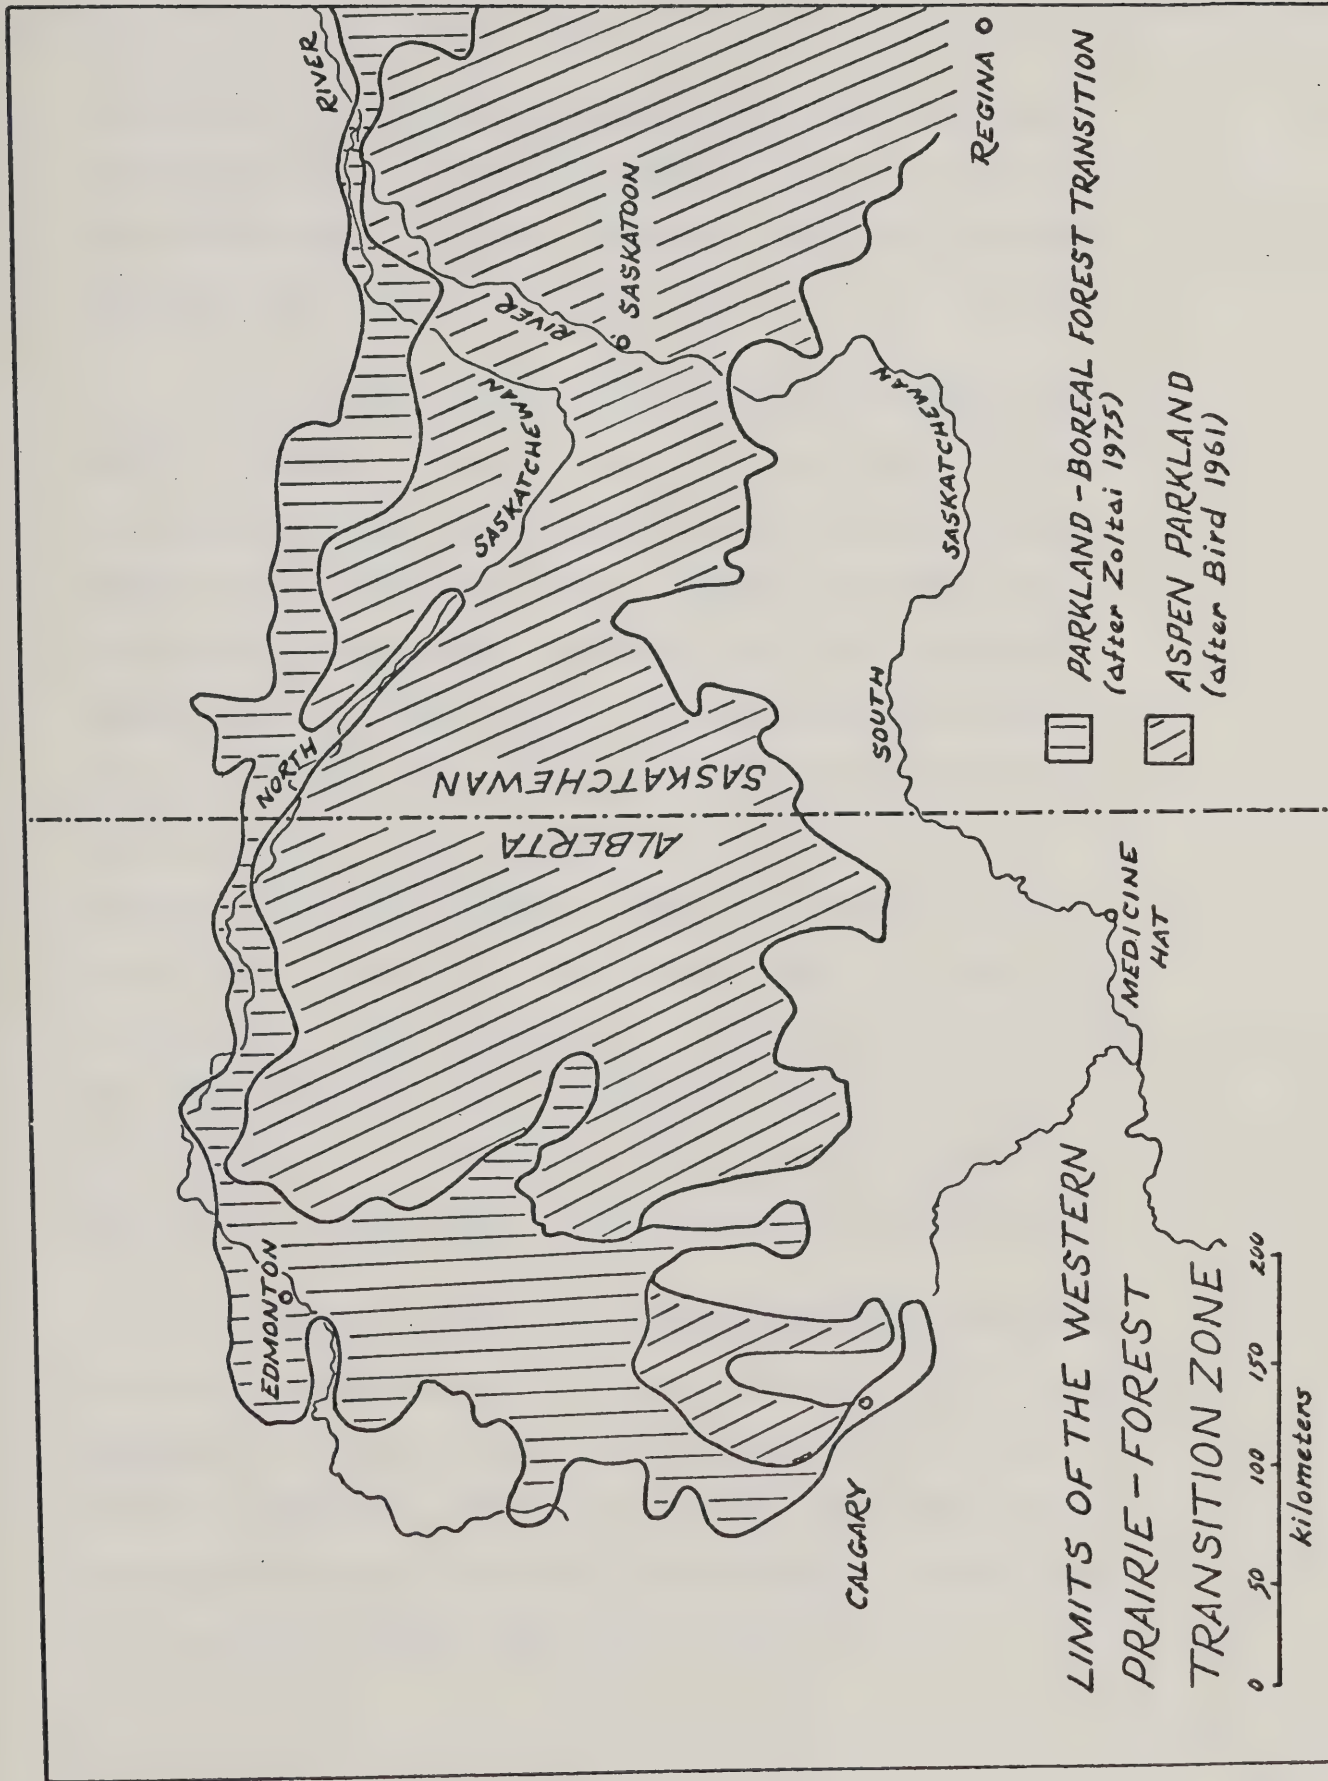 RIVER
NORTH
SASKATCHEWAN
RIVER
EDMONTON
SASKATOON
ALBERTA
SASKATCHEWAN
CALGARY
SOUTH
SASKATCHEWAN
REGINA
MEDICINE
HAT
LIMITS OF THE WESTERN
PRAIRIE - FOREST
TRANSITION ZONE
0 50 100 150 200
kilometers
PARKLAND - BOREAL FOREST TRANSITION
(after Zoltai 1975)
ASPEN PARKLAND
(after Bird 1961)